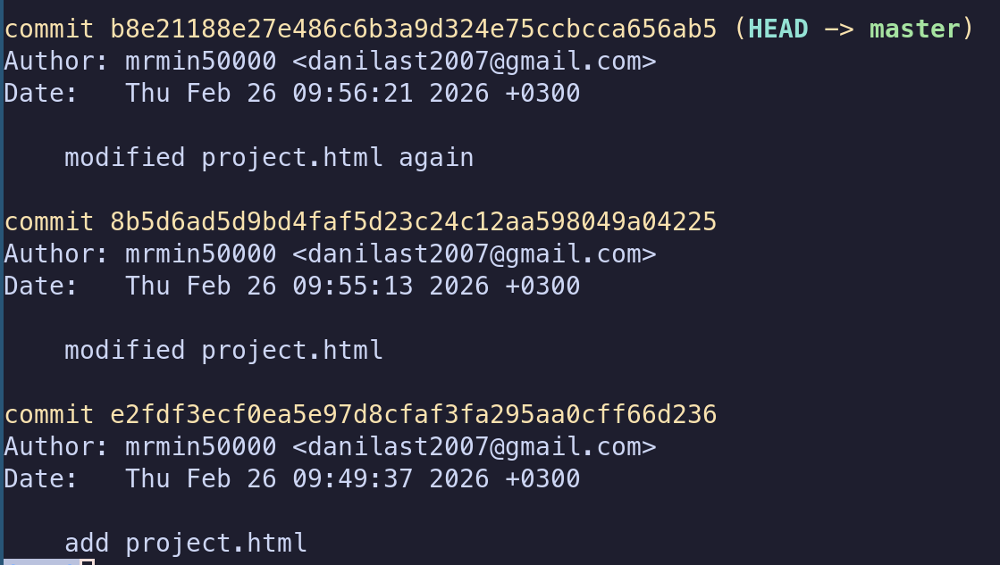 commit b8e21188e27e486c6b3a9d324e75ccbcca656ab5 (HEAD -> master)
Author: mrmin50000 <danilast2007@gmail.com>
Date:   Thu Feb 26 09:56:21 2026 +0300
    modified project.html again
commit 8b5d6ad5d9bd4faf5d23c24c12aa598049a04225
Author: mrmin50000 <danilast2007@gmail.com>
Date:   Thu Feb 26 09:55:13 2026 +0300
    modified project.html
commit e2fdf3ecf0ea5e97d8cfaf3fa295aa0cff66d236
Author: mrmin50000 <danilast2007@gmail.com>
Date:   Thu Feb 26 09:49:37 2026 +0300
    add project.html